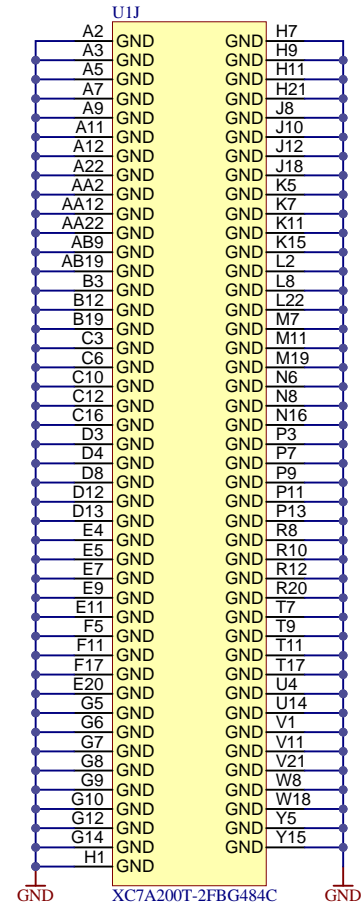 U1J
A2 GND GND H7
A3 GND GND H9
A5 GND GND H11
A7 GND GND H21
A9 GND GND J8
A11 GND GND J10
A12 GND GND J12
A22 GND GND J18
AA2 GND GND K5
AA12 GND GND K7
AA22 GND GND K11
AB9 GND GND K15
AB19 GND GND L2
B3 GND GND L8
B12 GND GND L22
B19 GND GND M7
C3 GND GND M11
C6 GND GND M19
C10 GND GND N6
C12 GND GND N8
C16 GND GND N16
D3 GND GND P3
D4 GND GND P7
D8 GND GND P9
D12 GND GND P11
D13 GND GND P13
E4 GND GND R8
E5 GND GND R10
E7 GND GND R12
E9 GND GND R20
E11 GND GND T7
F5 GND GND T9
F11 GND GND T11
F17 GND GND T17
E20 GND GND U4
G5 GND GND U14
G6 GND GND V1
G7 GND GND V11
G8 GND GND V21
G9 GND GND W8
G10 GND GND W18
G12 GND GND Y5
G14 GND GND Y15
H1 GND
GND XC7A200T-2FBG484C GND